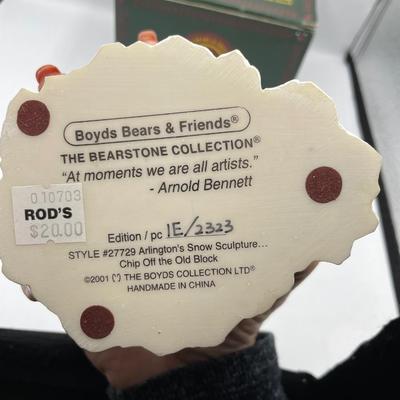 Boyds Bears & Friends®
THE BEARSTONE COLLECTION®
“At moments we are all artists.”
- Arnold Bennett
010703
ROD'S
$20.00
Edition / pc 1E/2323
STYLE #27729 Arlington's Snow Sculpture...
Chip Off the Old Block
©2001 (") THE BOYDS COLLECTION LTD®
HANDMADE IN CHINA